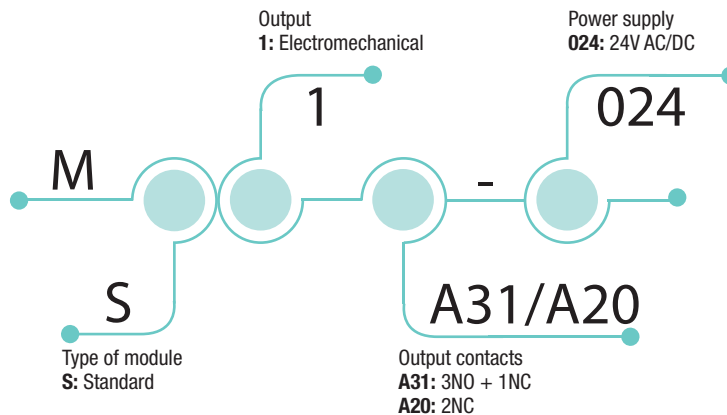 Output
1: Electromechanical
Power supply
024: 24V AC/DC
1
024
M
-
S
A31/A20
Type of module
S: Standard
Output contacts
A31: 3NO + 1NC
A20: 2NC